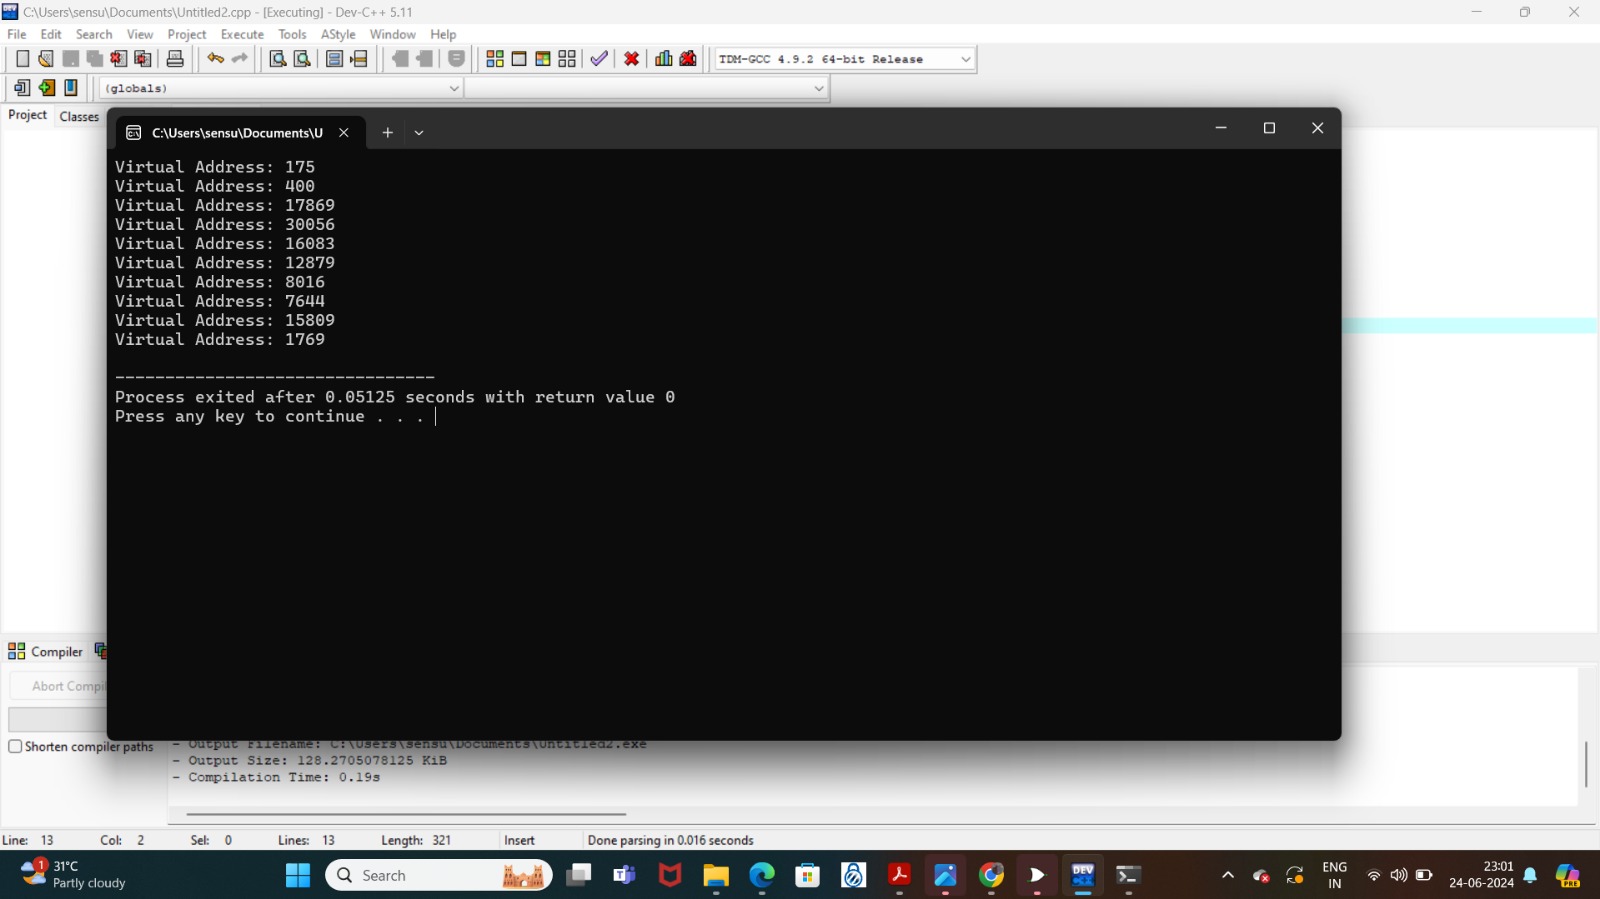 C:\Users\sensu\Documents\Untitled2.cpp - [Executing] - Dev-C++ 5.11
File Edit Search View Project Execute Tools AStyle Window Help
TDM-GCC 4.9.2 64-bit Release
(globals)
Project Classes
C:\Users\sensu\Documents\U
Virtual Address: 175
Virtual Address: 400
Virtual Address: 17869
Virtual Address: 30056
Virtual Address: 16083
Virtual Address: 12879
Virtual Address: 8016
Virtual Address: 7644
Virtual Address: 15809
Virtual Address: 1769
--------------------------------
Process exited after 0.05125 seconds with return value 0
Press any key to continue . . .
Compiler
Abort Compil
Shorten compiler paths
- Output Filename: C:\Users\sensu\Documents\Untitled2.exe
- Output Size: 128.2705078125 KiB
- Compilation Time: 0.19s
Line: 13 Col: 2 Sel: 0 Lines: 13 Length: 321 Insert Done parsing in 0.016 seconds
1
31°C
Partly cloudy
Search
DEV
ENG
IN
23:01
24-06-2024
PRE